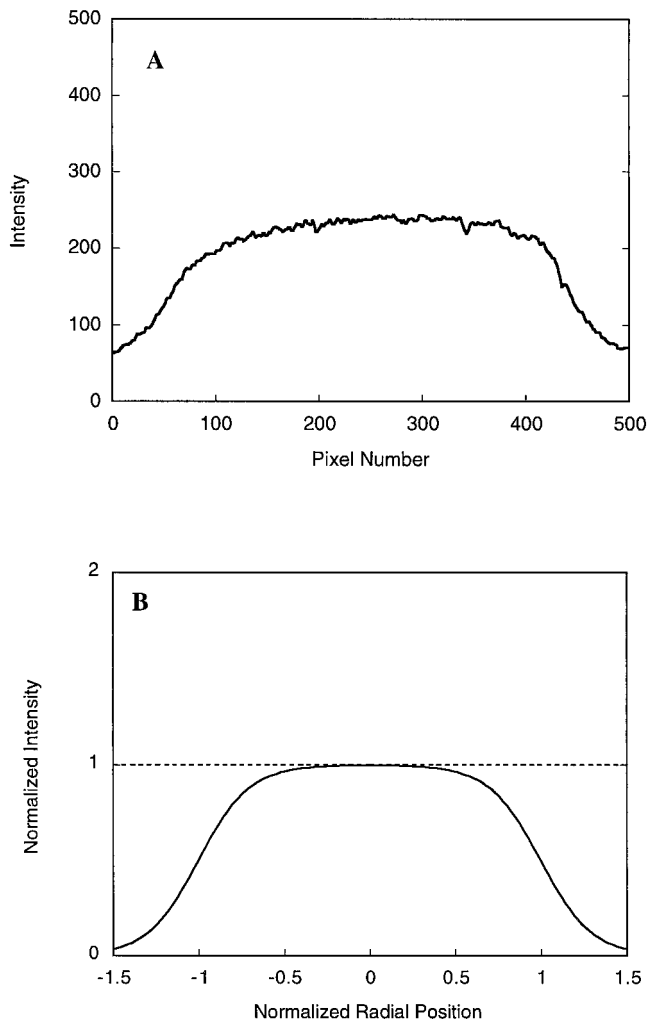 500
A
400
300
Intensity
200
100
0
0 100 200 300 400 500
Pixel Number
2
B
Normalized Intensity
1
0
-1.5 -1 -0.5 0 0.5 1 1.5
Normalized Radial Position